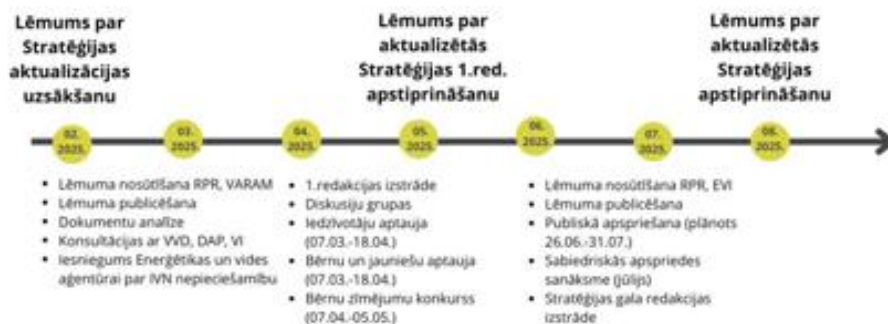 Lēmums par
Stratēģijas
aktualizācijas
uzsākšanu
Lēmums par
aktualizētās
Stratēģijas 1.red.
apstiprināšanu
Lēmums par
aktualizētās
Stratēģijas
apstiprināšanu
02.
2025.
03.
2025.
04.
2025.
05.
2025.
06.
2025.
07.
2025.
08.
2025.
• Lēmuma nosūtīšana RPR, VARAM
• Lēmuma publicēšana
• Dokumentu analīze
• Konsultācijas ar VVD, DAP, VI
• Iesniegums Enerģētikas un vides
aģentūrai par IVN nepieciešamību
• 1.redakcijas izstrāde
• Diskusiju grupas
• Iedzīvotāju aptauja
(07.03.-18.04.)
• Bērnu un jauniešu aptauja
(07.03.-18.04.)
• Bērnu zīmējumu konkurss
(07.04.-05.05.)
• Lēmuma nosūtīšana RPR, EVI
• Lēmuma publicēšana
• Publiskā apspriešana (plānots
26.06.-31.07.)
• Sabiedriskās apspriedes
sanāksme (jūlijs)
• Stratēģijas gala redakcijas
izstrāde